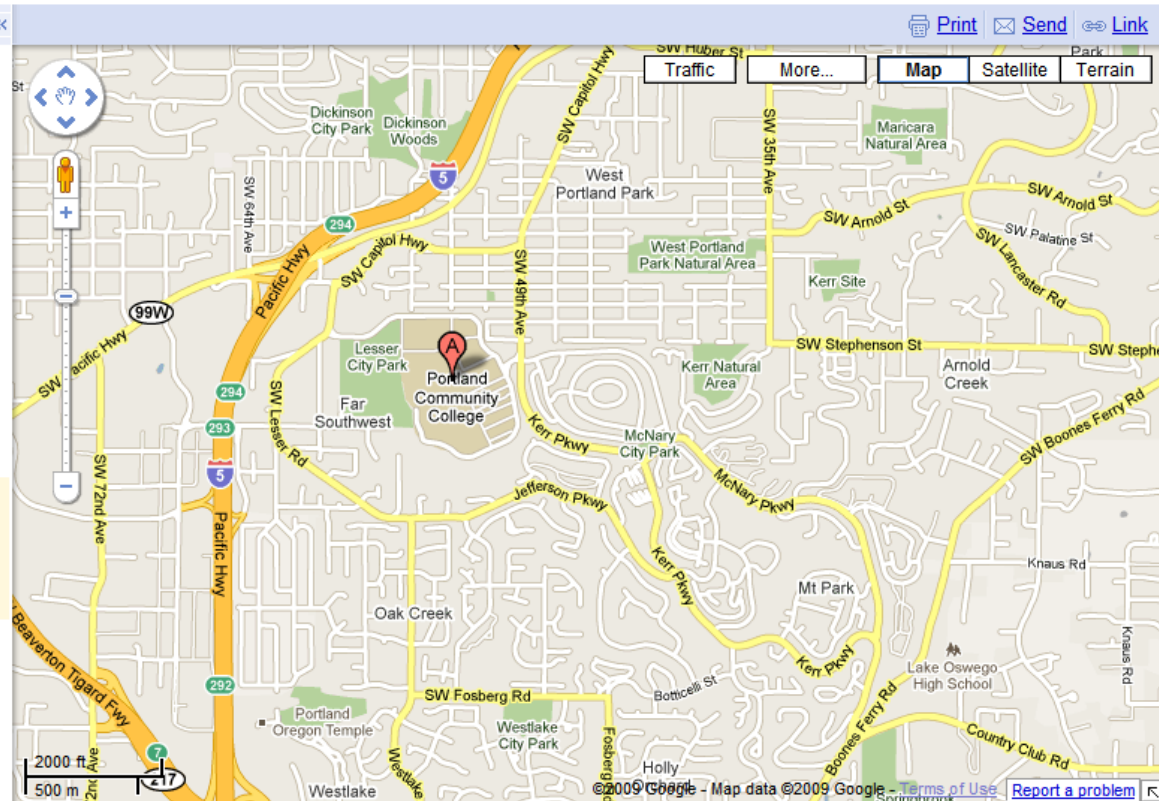 Print Send Link
SW Huber St
Park
Traffic More... Map Satellite Terrain
St
SW Capitol Hwy
Dickinson
City Park
Dickinson
Woods
SW 35th Ave
Maricara
Natural Area
5
West
Portland Park
SW 64th Ave
SW Arnold St
SW Arnold St
294
SW Palatine St
SW Capitol Hwy
West Portland
Park Natural Area
SW Lancaster Rd
Pacific Hwy
SW 49th Ave
Kerr Site
99W
A
SW Stephenson St
SW Pacific Hwy
Lesser
City Park
Portland
Community
College
Kerr Natural
Area
Arnold
Creek
294
Far
Southwest
SW Lesser Rd
SW Boones Ferry Rd
293
Kerr Pkwy
McNary
City Park
5
SW 72nd Ave
McNary Pkwy
Jefferson Pkwy
Pacific Hwy
Kerr Pkwy
Knaus Rd
Mt Park
Oak Creek
Beaverton Tigard Fwy
Knaus Rd
Kerr Pkwy
Lake Oswego
High School
292
Botticelli St
SW Fosberg Rd
Portland
Oregon Temple
Westlake
City Park
Boones Ferry Rd
Country Club Rd
7
2000 ft
217
500 m
Westlake
Westlake
Holly
©2009 Google - Map data ©2009 Google - Terms of Use
Report a problem